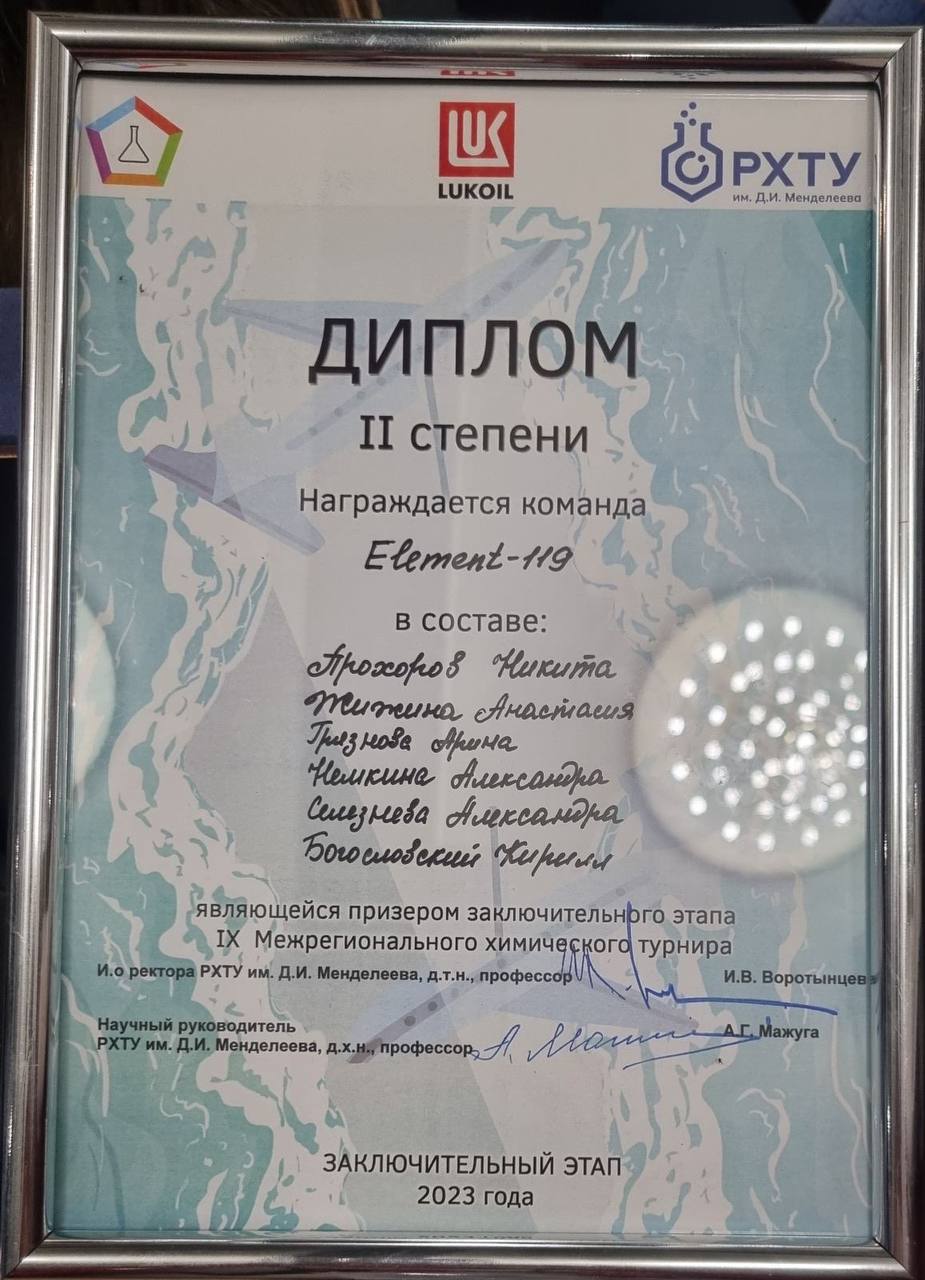 LUKOIL
РХТУ
им. Д.И. Менделеева
ДИПЛОМ
II степени
Награждается команда
Element-119
в составе:
Прохоров Никита
Жижина Анастасия
Грязнова Арина
Немкина Александра
Селезнева Александра
Богословский Кирилл
являющейся призером заключительного этапа
IX Межрегионального химического турнира
И.о ректора РХТУ им. Д.И. Менделеева, д.т.н., профессор И.В. Воротынцев
Научный руководитель
РХТУ им. Д.И. Менделеева, д.х.н., профессор А.Г. Мажуга
ЗАКЛЮЧИТЕЛЬНЫЙ ЭТАП
2023 года